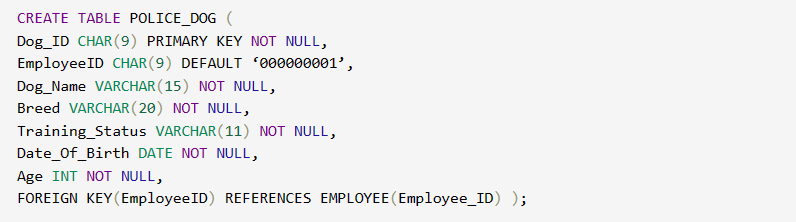 CREATE TABLE POLICE_DOG (
Dog_ID CHAR(9) PRIMARY KEY NOT NULL,
EmployeeID CHAR(9) DEFAULT ‘000000001’,
Dog_Name VARCHAR(15) NOT NULL,
Breed VARCHAR(20) NOT NULL,
Training_Status VARCHAR(11) NOT NULL,
Date_Of_Birth DATE NOT NULL,
Age INT NOT NULL,
FOREIGN KEY(EmployeeID) REFERENCES EMPLOYEE(Employee_ID) );